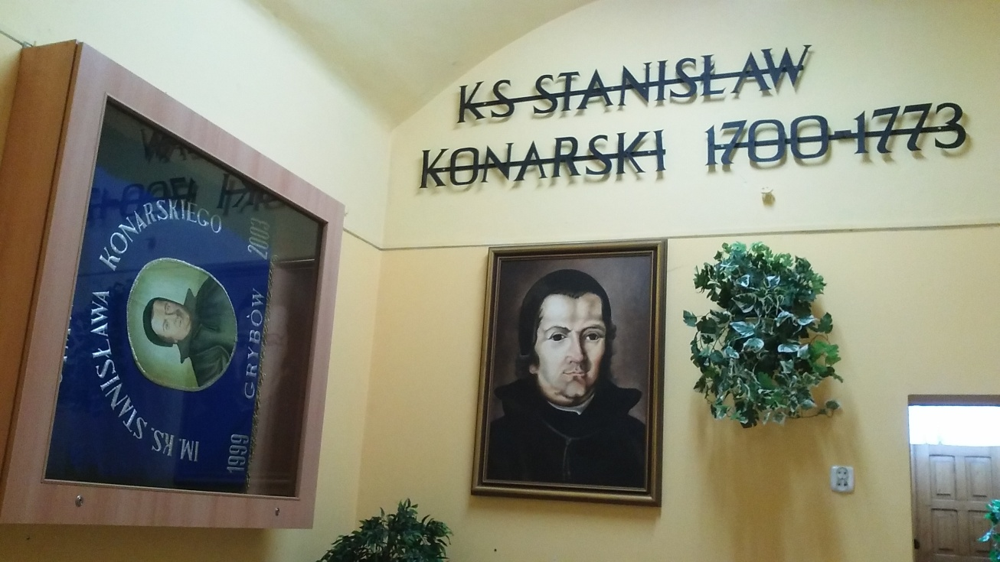 KS STANISŁAW
KONARSKI 1700-1773
IM. KS. STANISŁAWA KONARSKIEGO
1999 GRYBÓW 2003